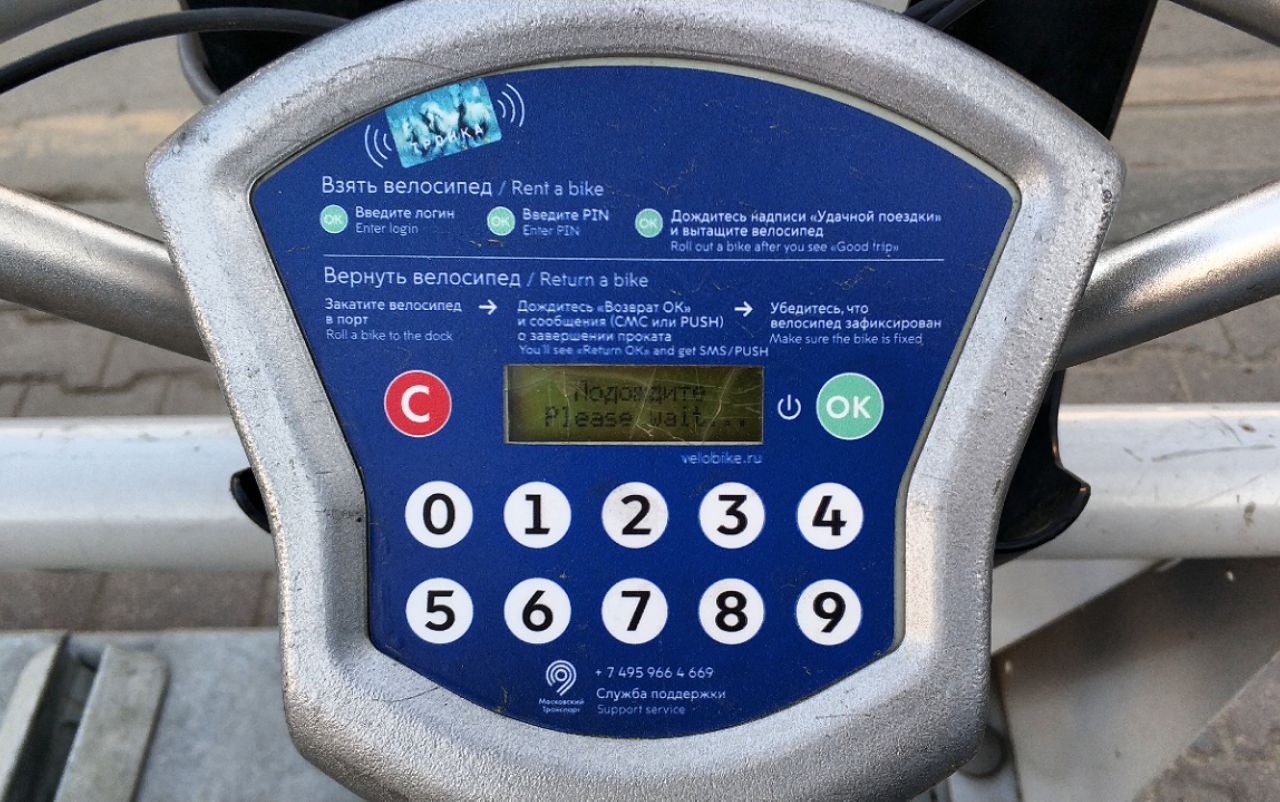 ТРОЙКА
Взять велосипед / Rent a bike
OK Введите логин
Enter login
OK Введите PIN
Enter PIN
OK Дождитесь надписи «Удачной поездки»
и вытащите велосипед
Roll out a bike after you see «Good trip»
Вернуть велосипед / Return a bike
Закатите велосипед
в порт
Roll a bike to the dock
→
Дождитесь «Возврат ОК»
и сообщения (СМС или PUSH)
о завершении проката
You'll see «Return OK» and get SMS/PUSH
→
Убедитесь, что
велосипед зафиксирован
Make sure the bike is fixed
C
Подождите
Please wait...
OK
velobike.ru
0 1 2 3 4
5 6 7 8 9
Московский
Транспорт
+ 7 495 966 4 669
Служба поддержки
Support service